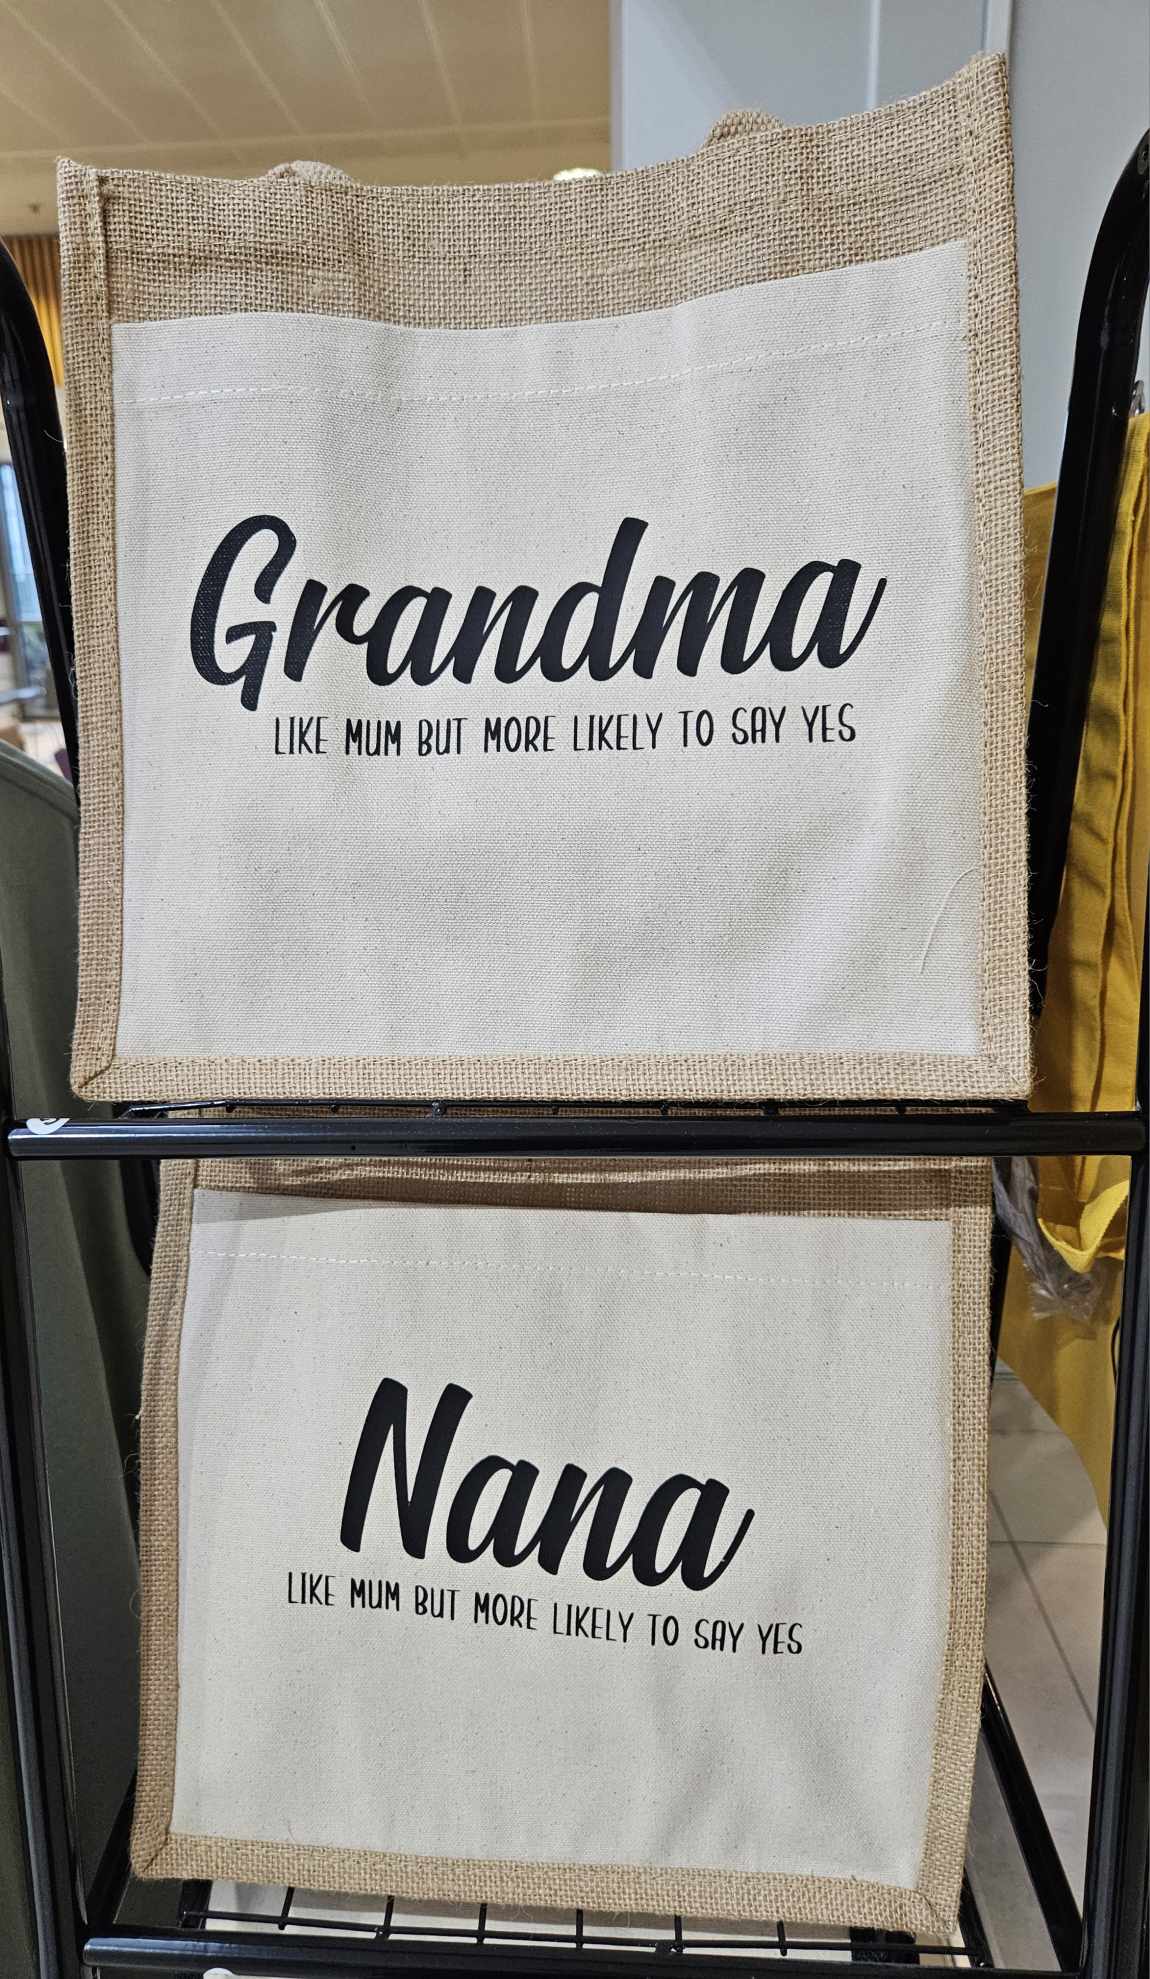 Grandma
LIKE MUM BUT MORE LIKELY TO SAY YES
Nana
LIKE MUM BUT MORE LIKELY TO SAY YES